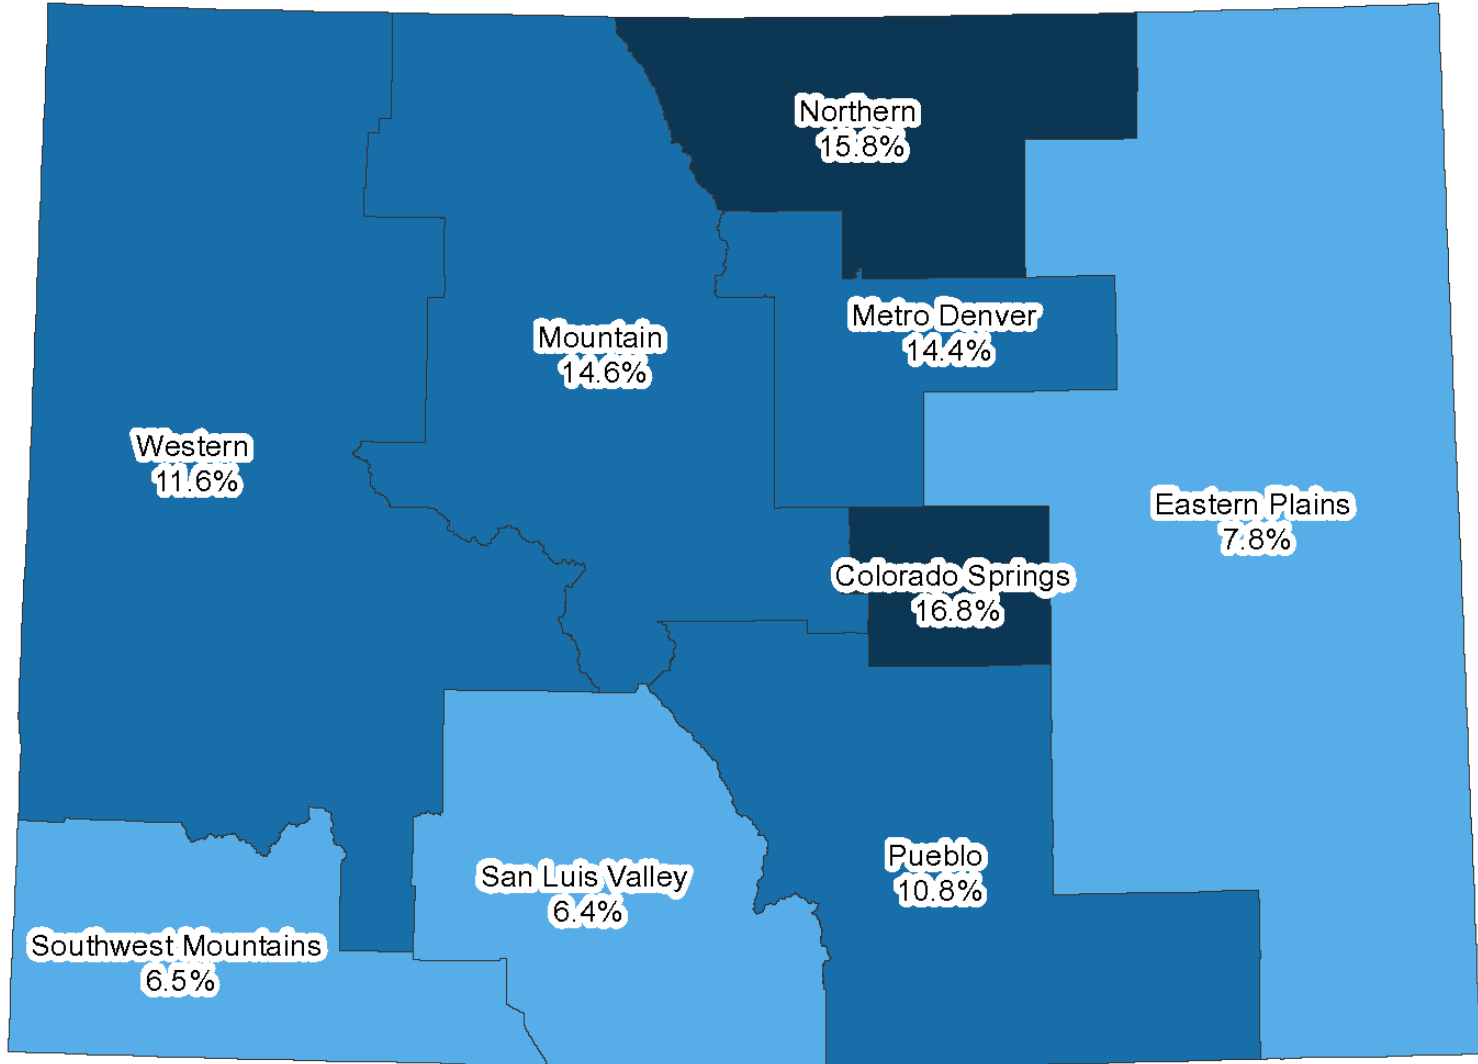 Northern
15.8%
Metro Denver
14.4%
Mountain
14.6%
Western
11.6%
Eastern Plains
7.8%
Colorado Springs
16.8%
Pueblo
10.8%
San Luis Valley
6.4%
Southwest Mountains
6.5%